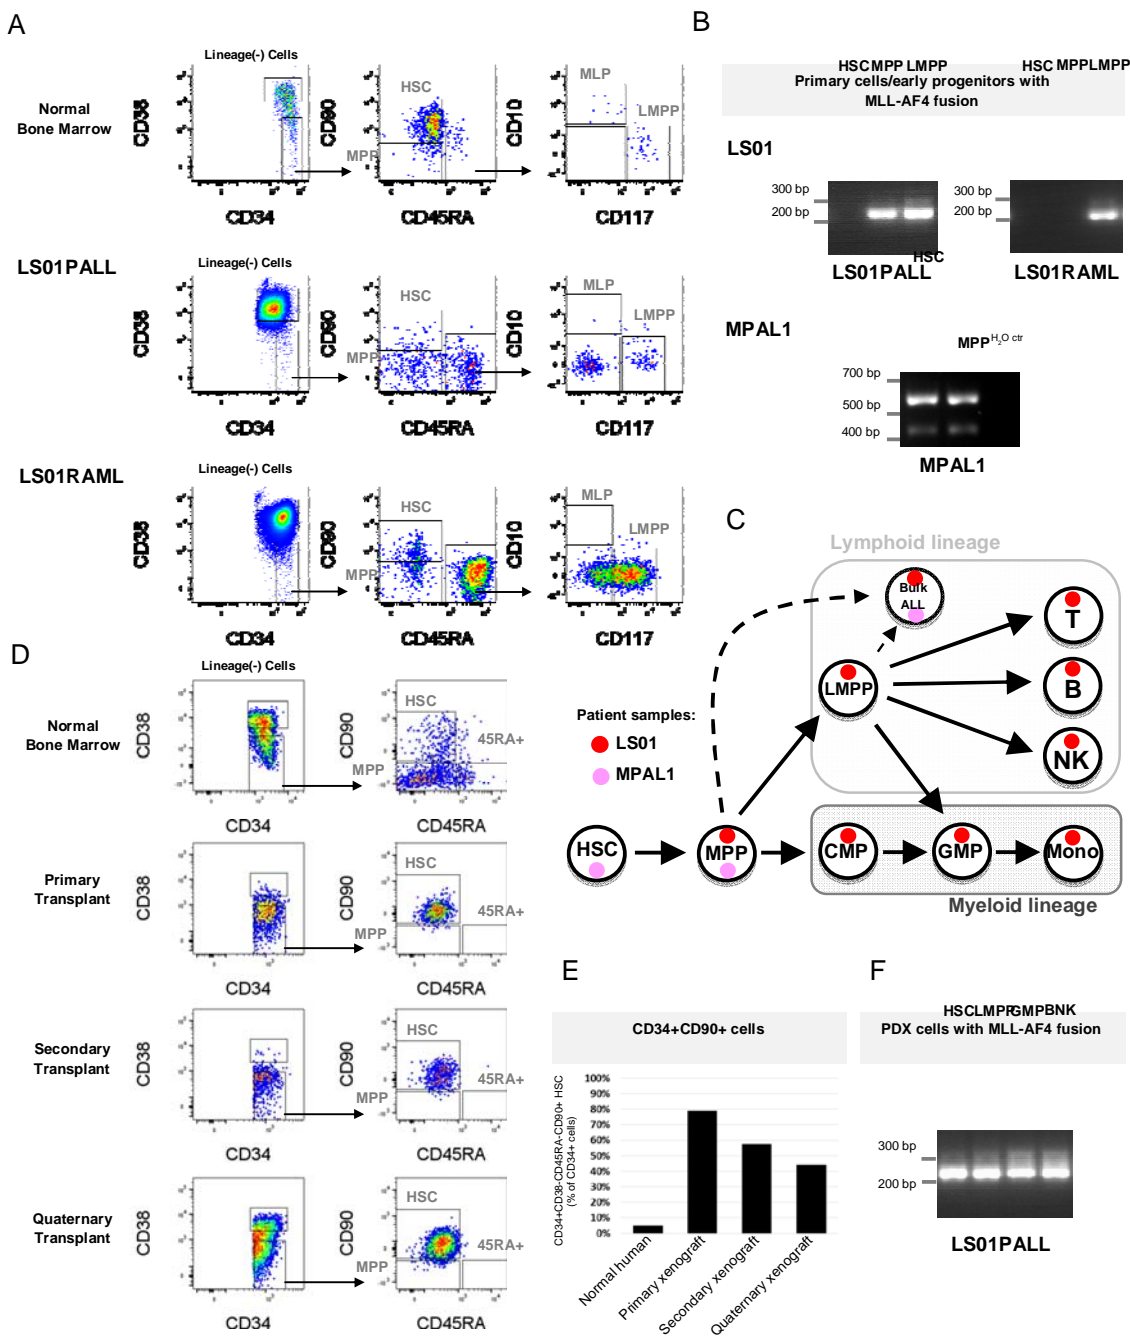 A
Lineage(-) Cells
Normal
Bone Marrow
CD38
CD34
CD90
HSC
MPP
CD45RA
CD10
MLP
LMPP
CD117
LS01PALL
Lineage(-) Cells
CD38
CD34
CD90
HSC
MPP
CD45RA
CD10
MLP
LMPP
CD117
LS01RAML
Lineage(-) Cells
CD38
CD34
CD90
HSC
MPP
CD45RA
CD10
MLP
LMPP
CD117
B
HSC MPP LMPP
HSC MPP LMPP
Primary cells/early progenitors with
MLL-AF4 fusion
LS01
300 bp
200 bp
300 bp
200 bp
HSC
LS01PALL
LS01RAML
MPAL1
MPP
H2O ctr
700 bp
500 bp
400 bp
MPAL1
C
Lymphoid lineage
Bulk
ALL
T
LMPP
B
NK
Patient samples:
LS01
MPAL1
HSC
MPP
CMP
GMP
Mono
Myeloid lineage
D
Lineage(-) Cells
Normal
Bone Marrow
CD38
CD34
CD90
HSC
45RA+
MPP
CD45RA
Primary
Transplant
CD38
CD34
CD90
HSC
45RA+
MPP
CD45RA
Secondary
Transplant
CD38
CD34
CD90
HSC
45RA+
MPP
CD45RA
Quaternary
Transplant
CD38
CD34
CD90
HSC
45RA+
MPP
CD45RA
E
CD34+CD90+ cells
CD34+CD38-CD45RA-CD90+ HSC
(% of CD34+ cells)
100%
90%
80%
70%
60%
50%
40%
30%
20%
10%
0%
Normal human
Primary xenograft
Secondary xenograft
Quaternary xenograft
F
HSC LMPP GMP B NK
PDX cells with MLL-AF4 fusion
300 bp
200 bp
LS01PALL